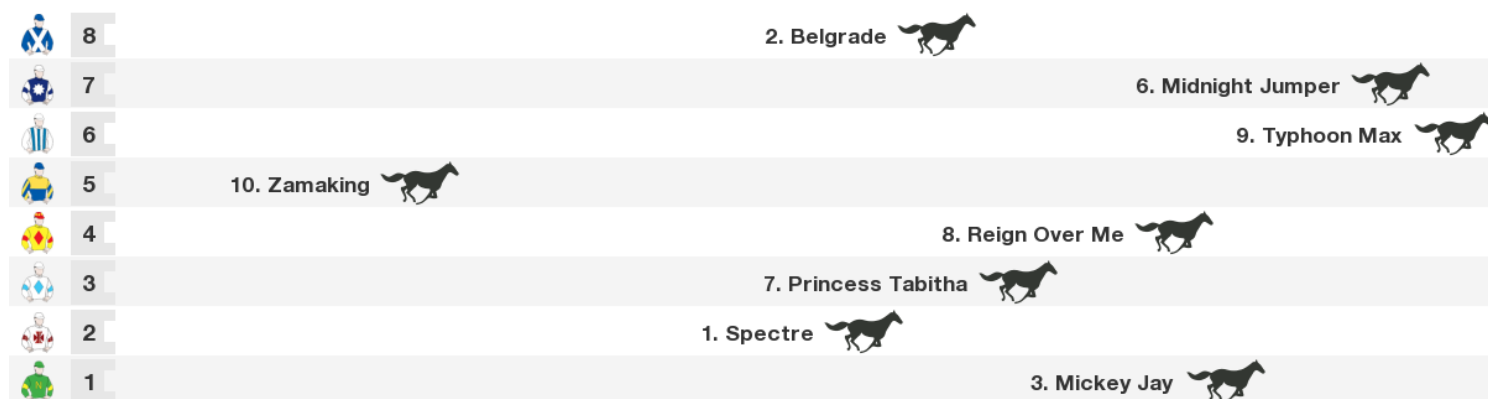 8 2. Belgrade
7 6. Midnight Jumper
6 9. Typhoon Max
5 10. Zamaking
4 8. Reign Over Me
3 7. Princess Tabitha
2 1. Spectre
N 1 3. Mickey Jay